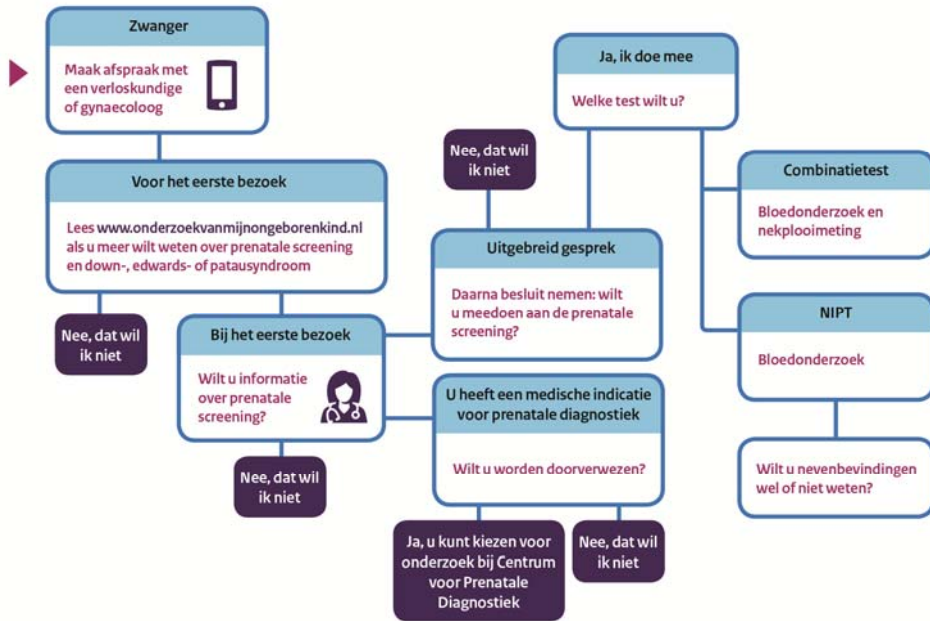 Zwanger
Maak afspraak met
een verloskundige
of gynaecoloog
Voor het eerste bezoek
Lees www.onderzoekvanmijnongeborenkind.nl
als u meer wilt weten over prenatale screening
en down-, edwards- of patausyndroom
Nee, dat wil
ik niet
Bij het eerste bezoek
Wilt u informatie
over prenatale
screening?
Nee, dat wil
ik niet
Nee, dat wil
ik niet
Uitgebreid gesprek
Daarna besluit nemen: wilt
u meedoen aan de prenatale
screening?
U heeft een medische indicatie
voor prenatale diagnostiek
Wilt u worden doorverwezen?
Ja, u kunt kiezen voor
onderzoek bij Centrum
voor Prenatale
Diagnostiek
Nee, dat wil
ik niet
Ja, ik doe mee
Welke test wilt u?
Combinatietest
Bloedonderzoek en
nekplooimeting
NIPT
Bloedonderzoek
Wilt u nevenbevindingen
wel of niet weten?